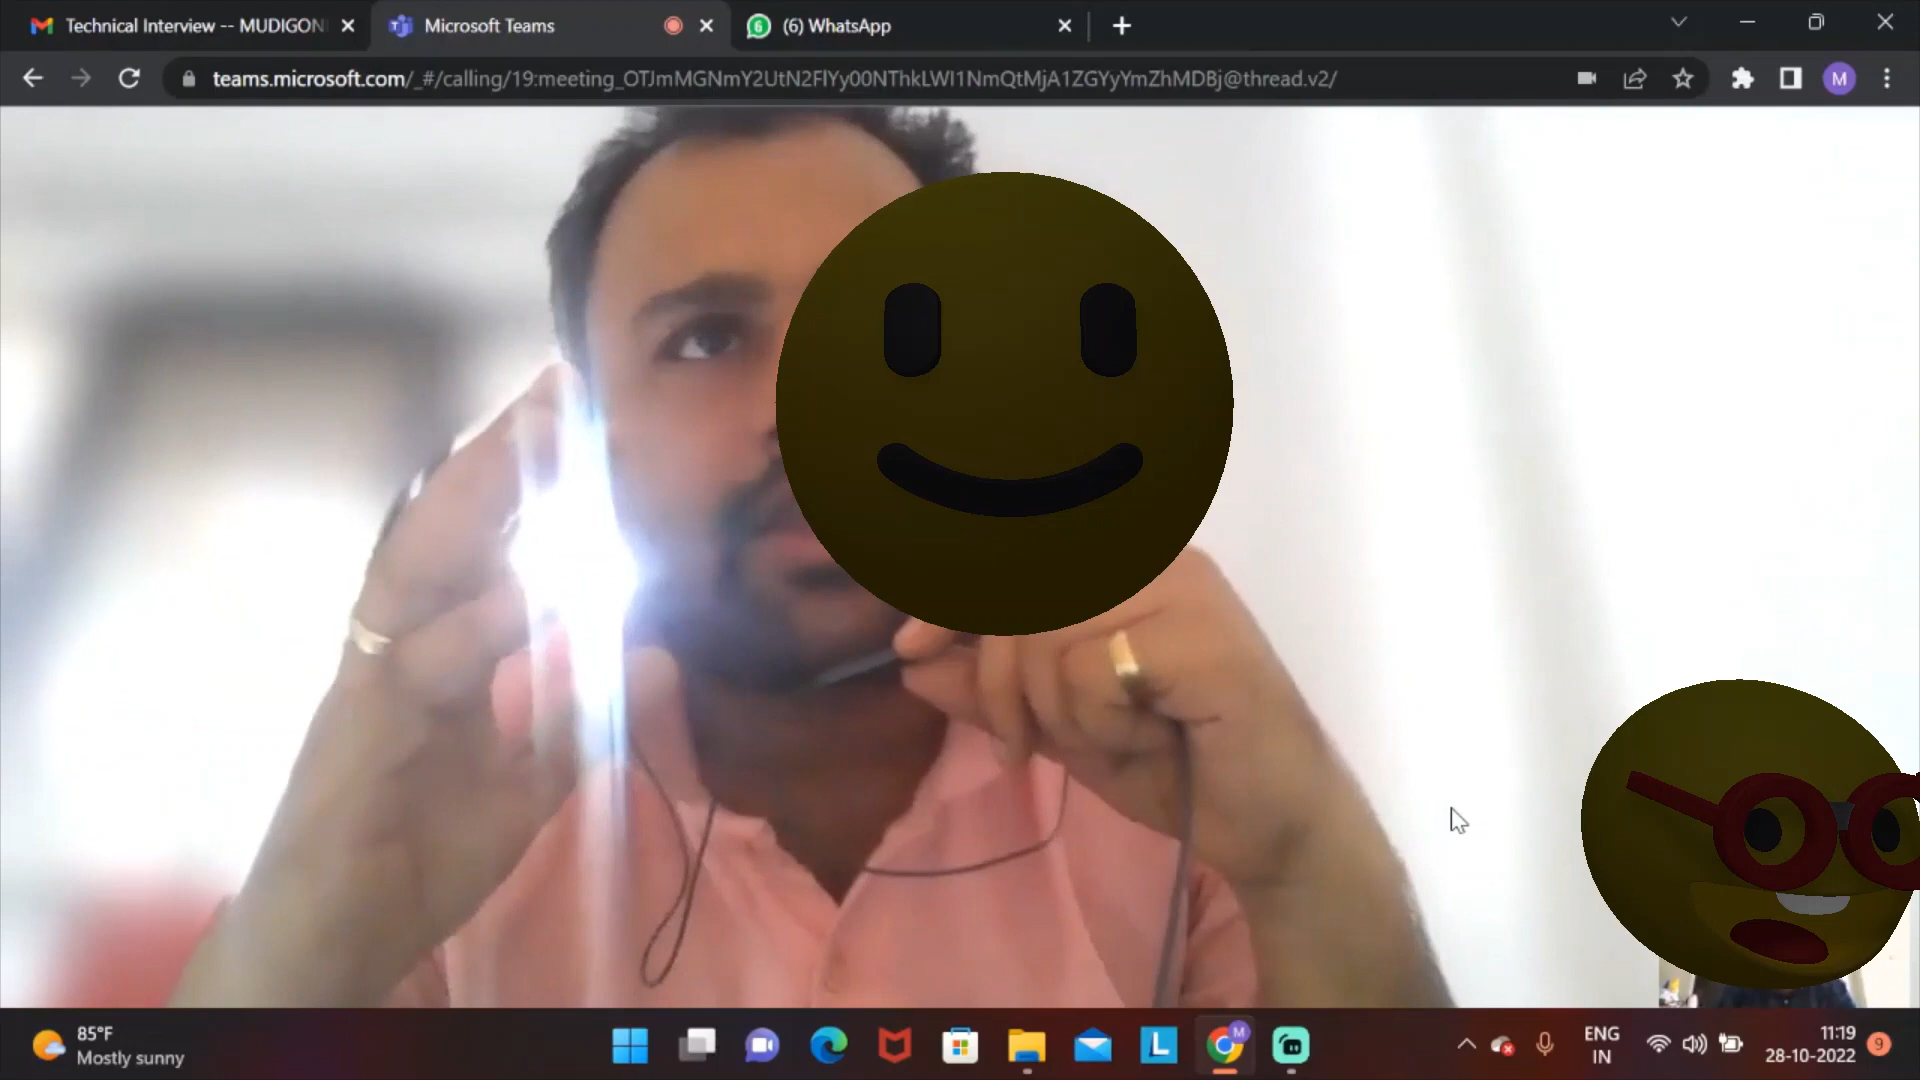 Technical Interview -- MUDIGON
Microsoft Teams
(6) WhatsApp
teams.microsoft.com/_#/calling/19:meeting_OTJmMGNmY2UtN2FlYy00NThkLWI1NmQtMjA1ZGYyYmZhMDBj@thread.v2/
M
85°F
Mostly sunny
L
M
ENG
IN
11:19
28-10-2022
9